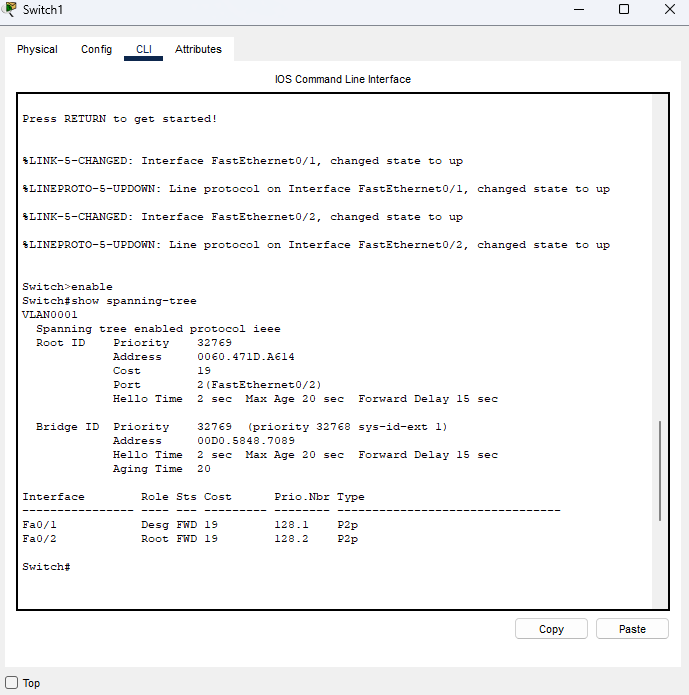 Switch1
Physical Config CLI Attributes
IOS Command Line Interface
Press RETURN to get started!
%LINK-5-CHANGED: Interface FastEthernet0/1, changed state to up
%LINEPROTO-5-UPDOWN: Line protocol on Interface FastEthernet0/1, changed state to up
%LINK-5-CHANGED: Interface FastEthernet0/2, changed state to up
%LINEPROTO-5-UPDOWN: Line protocol on Interface FastEthernet0/2, changed state to up
Switch>enable
Switch#show spanning-tree
VLAN0001
  Spanning tree enabled protocol ieee
  Root ID    Priority    32769
             Address     0060.471D.A614
             Cost        19
             Port        2(FastEthernet0/2)
             Hello Time  2 sec  Max Age 20 sec  Forward Delay 15 sec
  Bridge ID  Priority    32769  (priority 32768 sys-id-ext 1)
             Address     00D0.5848.7089
             Hello Time  2 sec  Max Age 20 sec  Forward Delay 15 sec
             Aging Time  20
Interface        Role Sts Cost      Prio.Nbr Type
---------------- ---- --- --------- -------- --------------------------------
Fa0/1            Desg FWD 19        128.1    P2p
Fa0/2            Root FWD 19        128.2    P2p
Switch#
Copy Paste
Top